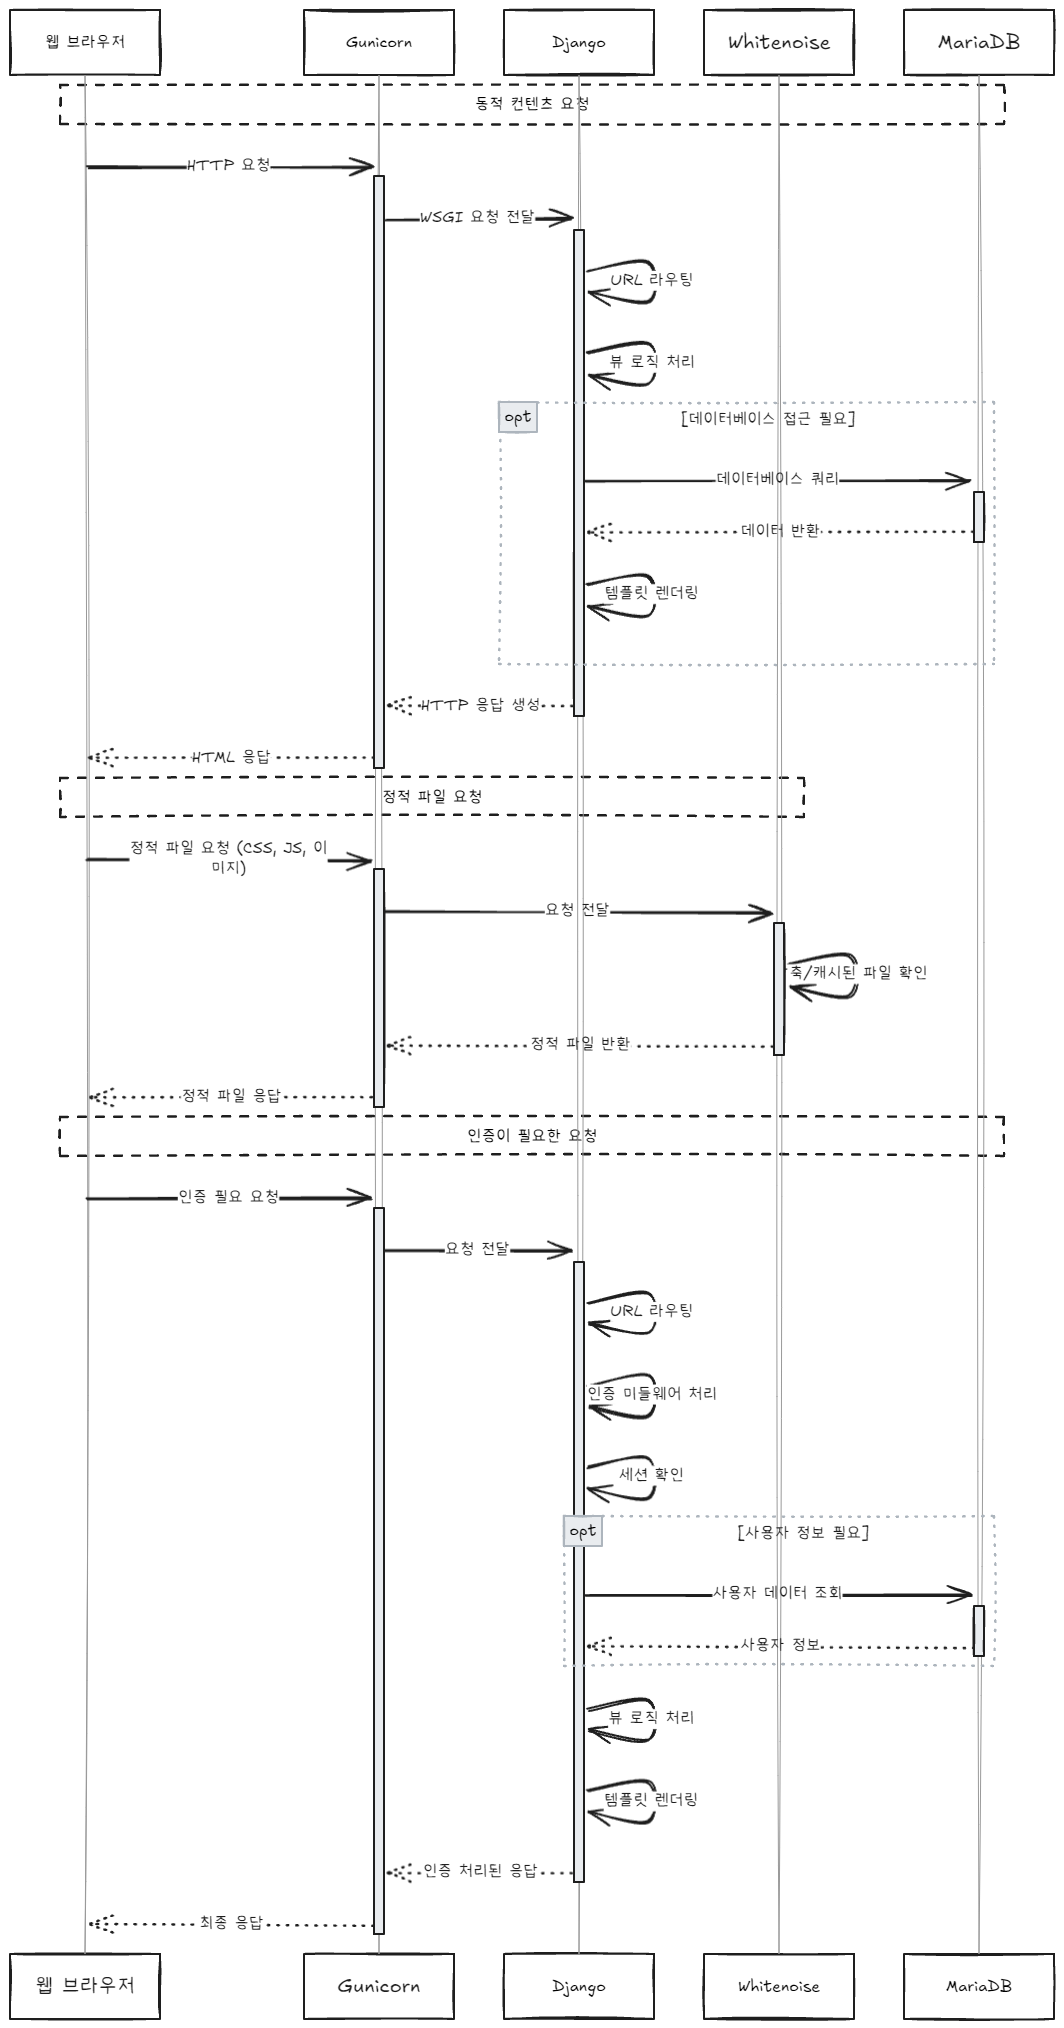 웹 브라우저
Gunicorn
Django
Whitenoise
MariaDB
동적 컨텐츠 요청
HTTP 요청
WSGI 요청 전달
URL 라우팅
뷰 로직 처리
opt
[데이터베이스 접근 필요]
데이터베이스 쿼리
데이터 반환
템플릿 렌더링
HTTP 응답 생성
HTML 응답
정적 파일 요청
정적 파일 요청 (CSS, JS, 이
미지)
요청 전달
축/캐시된 파일 확인
정적 파일 반환
정적 파일 응답
인증이 필요한 요청
인증 필요 요청
요청 전달
URL 라우팅
인증 미들웨어 처리
세션 확인
opt
[사용자 정보 필요]
사용자 데이터 조회
사용자 정보
뷰 로직 처리
템플릿 렌더링
인증 처리된 응답
최종 응답
웹 브라우저
Gunicorn
Django
Whitenoise
MariaDB